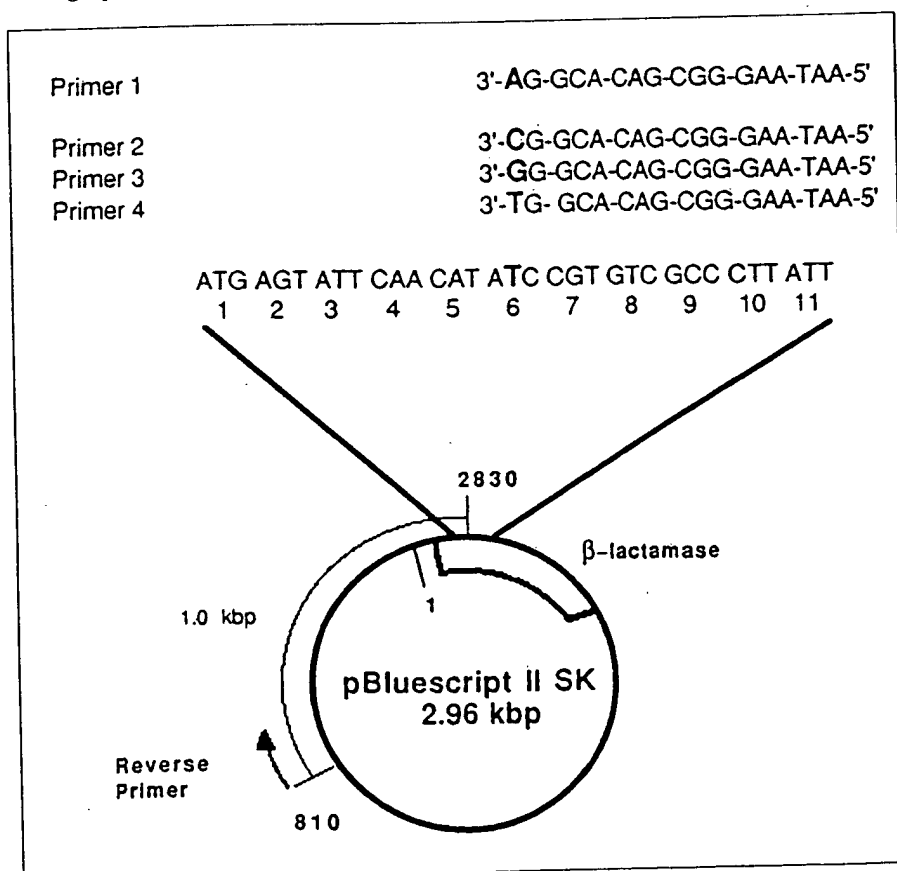 Primer 1 3'-AG-GCA-CAG-CGG-GAA-TAA-5'
Primer 2 3'-CG-GCA-CAG-CGG-GAA-TAA-5'
Primer 3 3'-GG-GCA-CAG-CGG-GAA-TAA-5'
Primer 4 3'-TG- GCA-CAG-CGG-GAA-TAA-5'
ATG AGT ATT CAA CAT ATC CGT GTC GCC CTT ATT
1 2 3 4 5 6 7 8 9 10 11
2830
β-lactamase
1
1.0 kbp
pBluescript II SK
2.96 kbp
Reverse
Primer
810